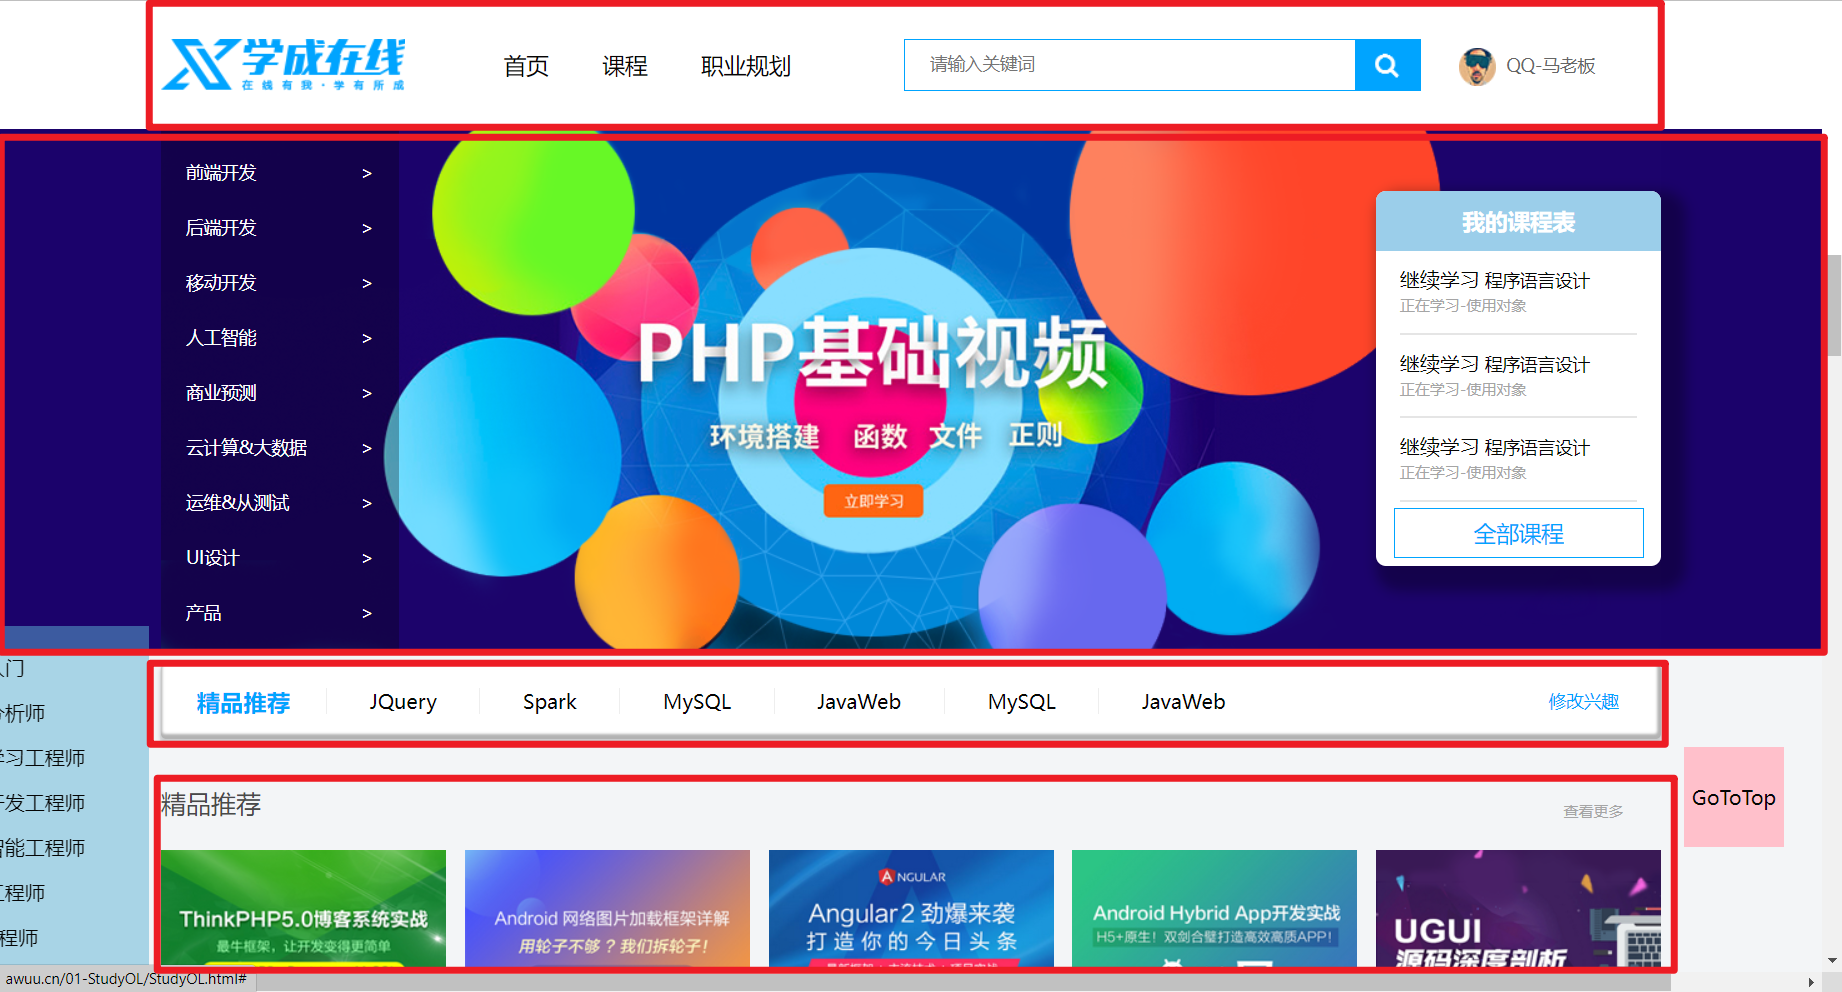 学成在线
在线有我·学有所成
首页
课程
职业规划
请输入关键词
QQ-马老板
前端开发 >
后端开发 >
移动开发 >
人工智能 >
商业预测 >
云计算&大数据 >
运维&从测试 >
UI设计 >
产品 >
PHP基础视频
环境搭建 函数 文件 正则
立即学习
我的课程表
继续学习 程序语言设计
正在学习-使用对象
继续学习 程序语言设计
正在学习-使用对象
继续学习 程序语言设计
正在学习-使用对象
全部课程
门
析师
习工程师
发工程师
能工程师
工程师
程师
精品推荐
JQuery
Spark
MySQL
JavaWeb
MySQL
JavaWeb
修改兴趣
精品推荐
查看更多
GoToTop
ThinkPHP5.0博客系统实战
最牛框架，让开发变得更简单
Android 网络图片加载框架详解
用轮子不够？我们拆轮子！
ANGULAR
Angular2 劲爆来袭
打造你的今日头条
Android Hybrid App开发实战
H5+原生！双剑合璧打造高效高质APP！
UGUI
源码深度剖析
awuu.cn/01-StudyOL/StudyOL.html#